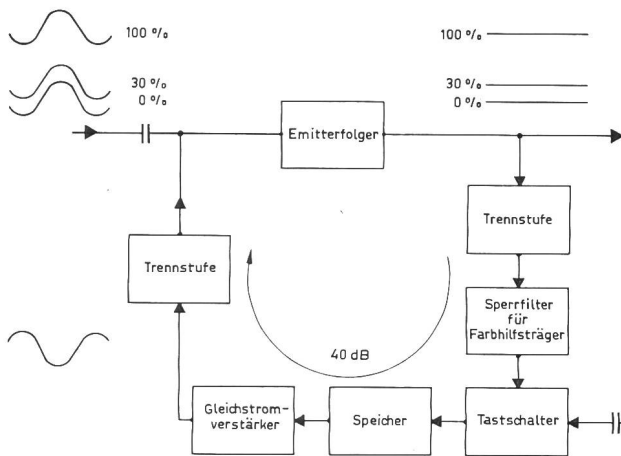 100 %
100 %
30 %
0 %
30 %
0 %
Emitterfolger
Trennstufe
Trennstufe
Sperrfilter
für
Farbhilfsträger
40 dB
Gleichstrom-
verstärker
Speicher
Tastschalter